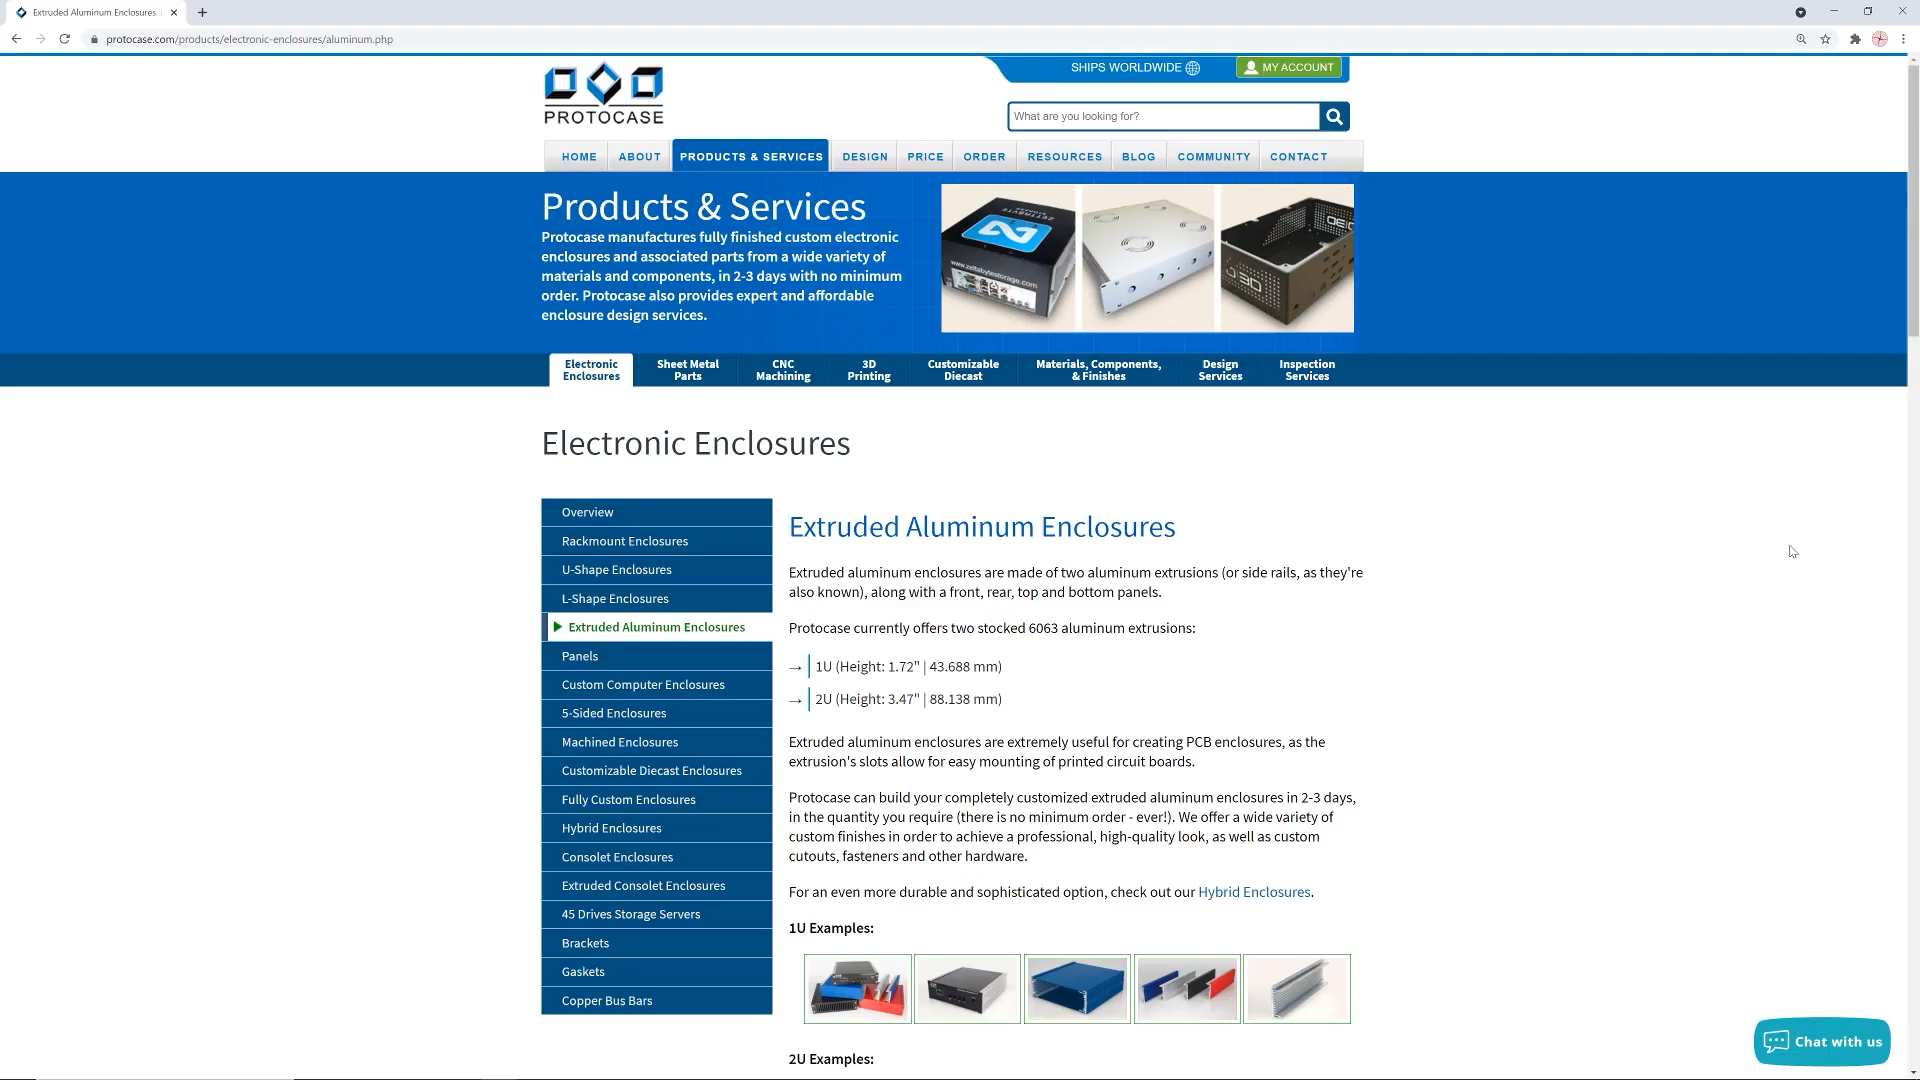 Extruded Aluminum Enclosures.
protocase.com/products/electronic-enclosures/aluminum.php
SHIPS WORLDWIDE
MY ACCOUNT
PROTOCASE
What are you looking for?
HOME
ABOUT
PRODUCTS & SERVICES
DESIGN
PRICE
ORDER
RESOURCES
BLOG
COMMUNITY
CONTACT
Products & Services
Protocase manufactures fully finished custom electronic
enclosures and associated parts from a wide variety of
materials and components, in 2-3 days with no minimum
order. Protocase also provides expert and affordable
enclosure design services.
ZETTABYTE
STORAGE
www.zettabytestorage.com
Electronic
Enclosures
Sheet Metal
Parts
CNC
Machining
3D
Printing
Customizable
Diecast
Materials, Components,
& Finishes
Design
Services
Inspection
Services
Electronic Enclosures
Overview
Rackmount Enclosures
U-Shape Enclosures
L-Shape Enclosures
Extruded Aluminum Enclosures
Panels
Custom Computer Enclosures
5-Sided Enclosures
Machined Enclosures
Customizable Diecast Enclosures
Fully Custom Enclosures
Hybrid Enclosures
Consolet Enclosures
Extruded Consolet Enclosures
45 Drives Storage Servers
Brackets
Gaskets
Copper Bus Bars
Extruded Aluminum Enclosures
Extruded aluminum enclosures are made of two aluminum extrusions (or side rails, as they're
also known), along with a front, rear, top and bottom panels.
Protocase currently offers two stocked 6063 aluminum extrusions:
→ 1U (Height: 1.72" | 43.688 mm)
→ 2U (Height: 3.47" | 88.138 mm)
Extruded aluminum enclosures are extremely useful for creating PCB enclosures, as the
extrusion's slots allow for easy mounting of printed circuit boards.
Protocase can build your completely customized extruded aluminum enclosures in 2-3 days,
in the quantity you require (there is no minimum order - ever!). We offer a wide variety of
custom finishes in order to achieve a professional, high-quality look, as well as custom
cutouts, fasteners and other hardware.
For an even more durable and sophisticated option, check out our Hybrid Enclosures.
1U Examples:
2U Examples:
Chat with us